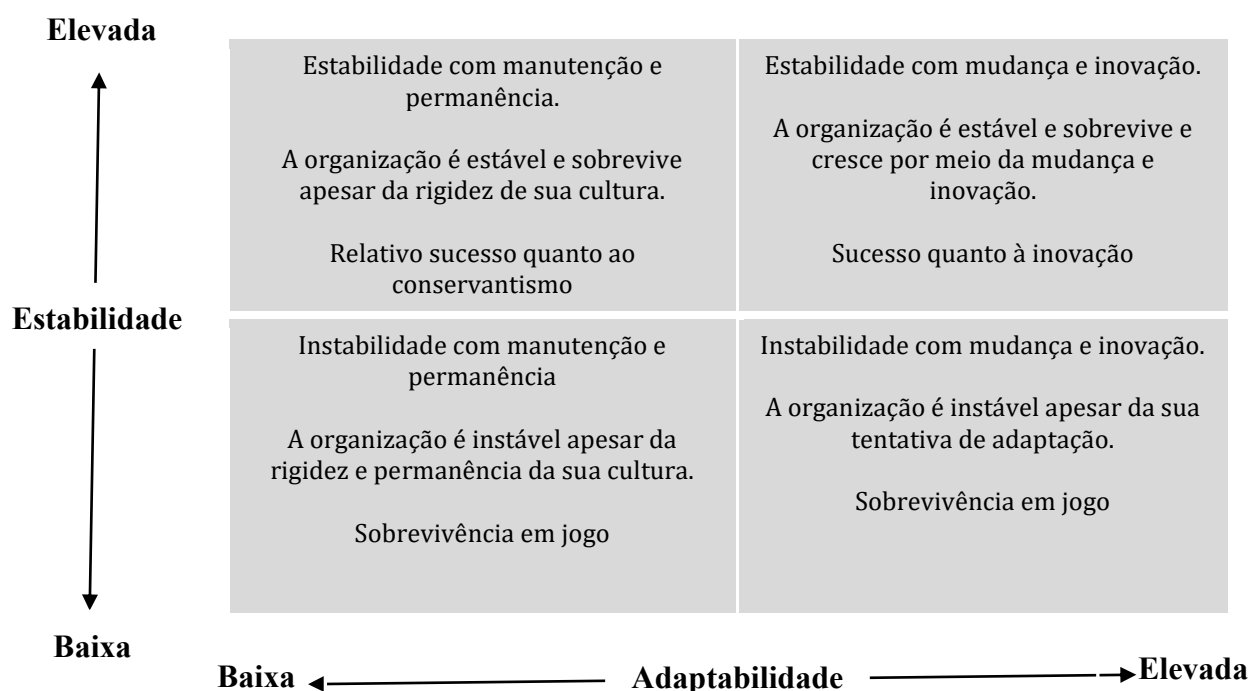 Elevada
Estabilidade com manutenção e
permanência.
A organização é estável e sobrevive
apesar da rigidez de sua cultura.
Relativo sucesso quanto ao
conservantismo
Estabilidade com mudança e inovação.
A organização é estável e sobrevive e
cresce por meio da mudança e
inovação.
Sucesso quanto à inovação
Estabilidade
Instabilidade com manutenção e
permanência
A organização é instável apesar da
rigidez e permanência da sua cultura.
Sobrevivência em jogo
Instabilidade com mudança e inovação.
A organização é instável apesar da sua
tentativa de adaptação.
Sobrevivência em jogo
Baixa
Baixa
Adaptabilidade
Elevada